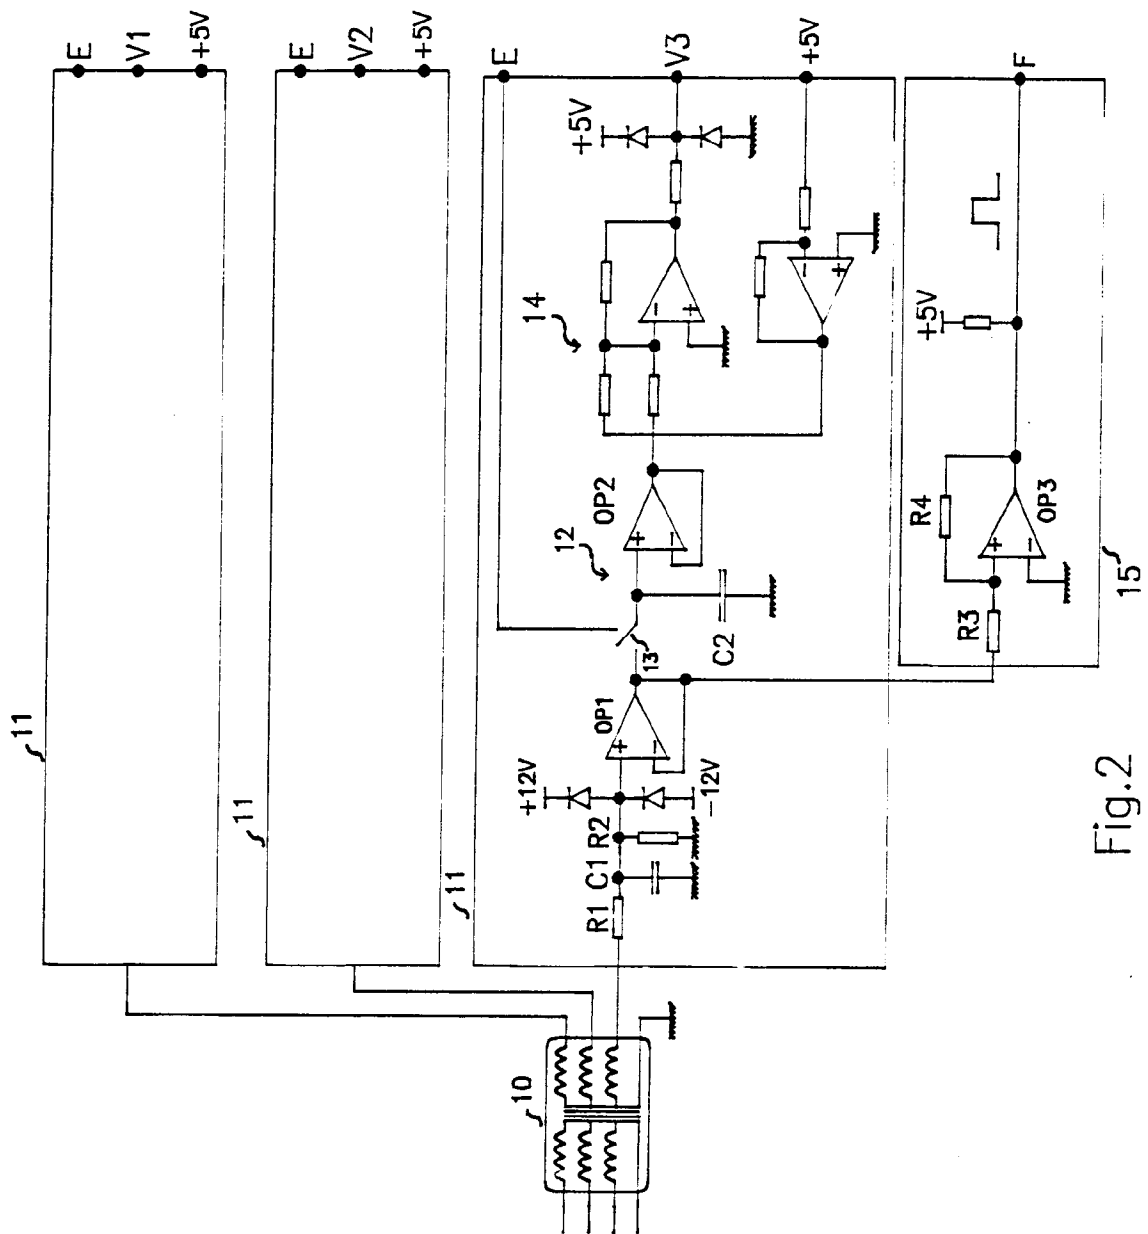 11
E
V1
+5V
11
E
V2
+5V
11
E
V3
+5V
10
R1
C1
R2
+12V
-12V
OP1
+
−
13
12
C2
OP2
+
−
14
−
+
+5V
−
+
15
R3
R4
OP3
+
−
+5V
F
Fig.2